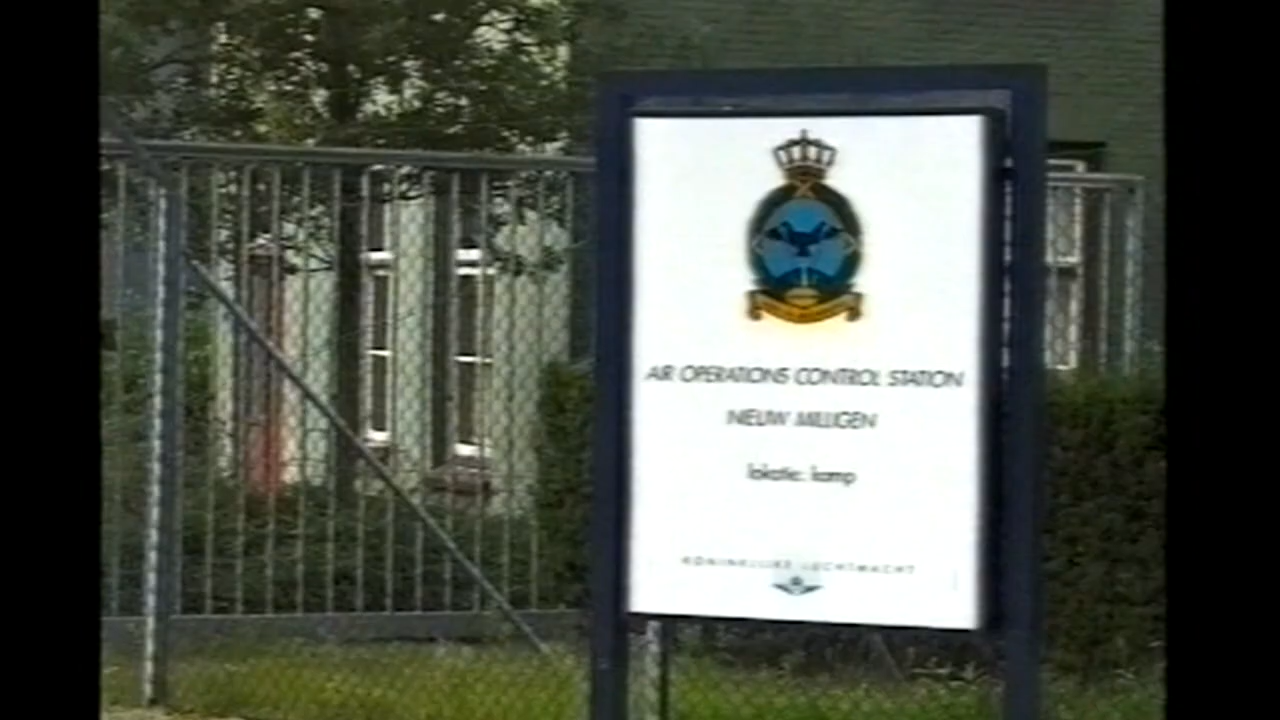 AIR OPERATIONS CONTROL STATION
NIEUW MILLIGEN
lokatie: kamp
KONINKLIJKE LUCHTMACHT